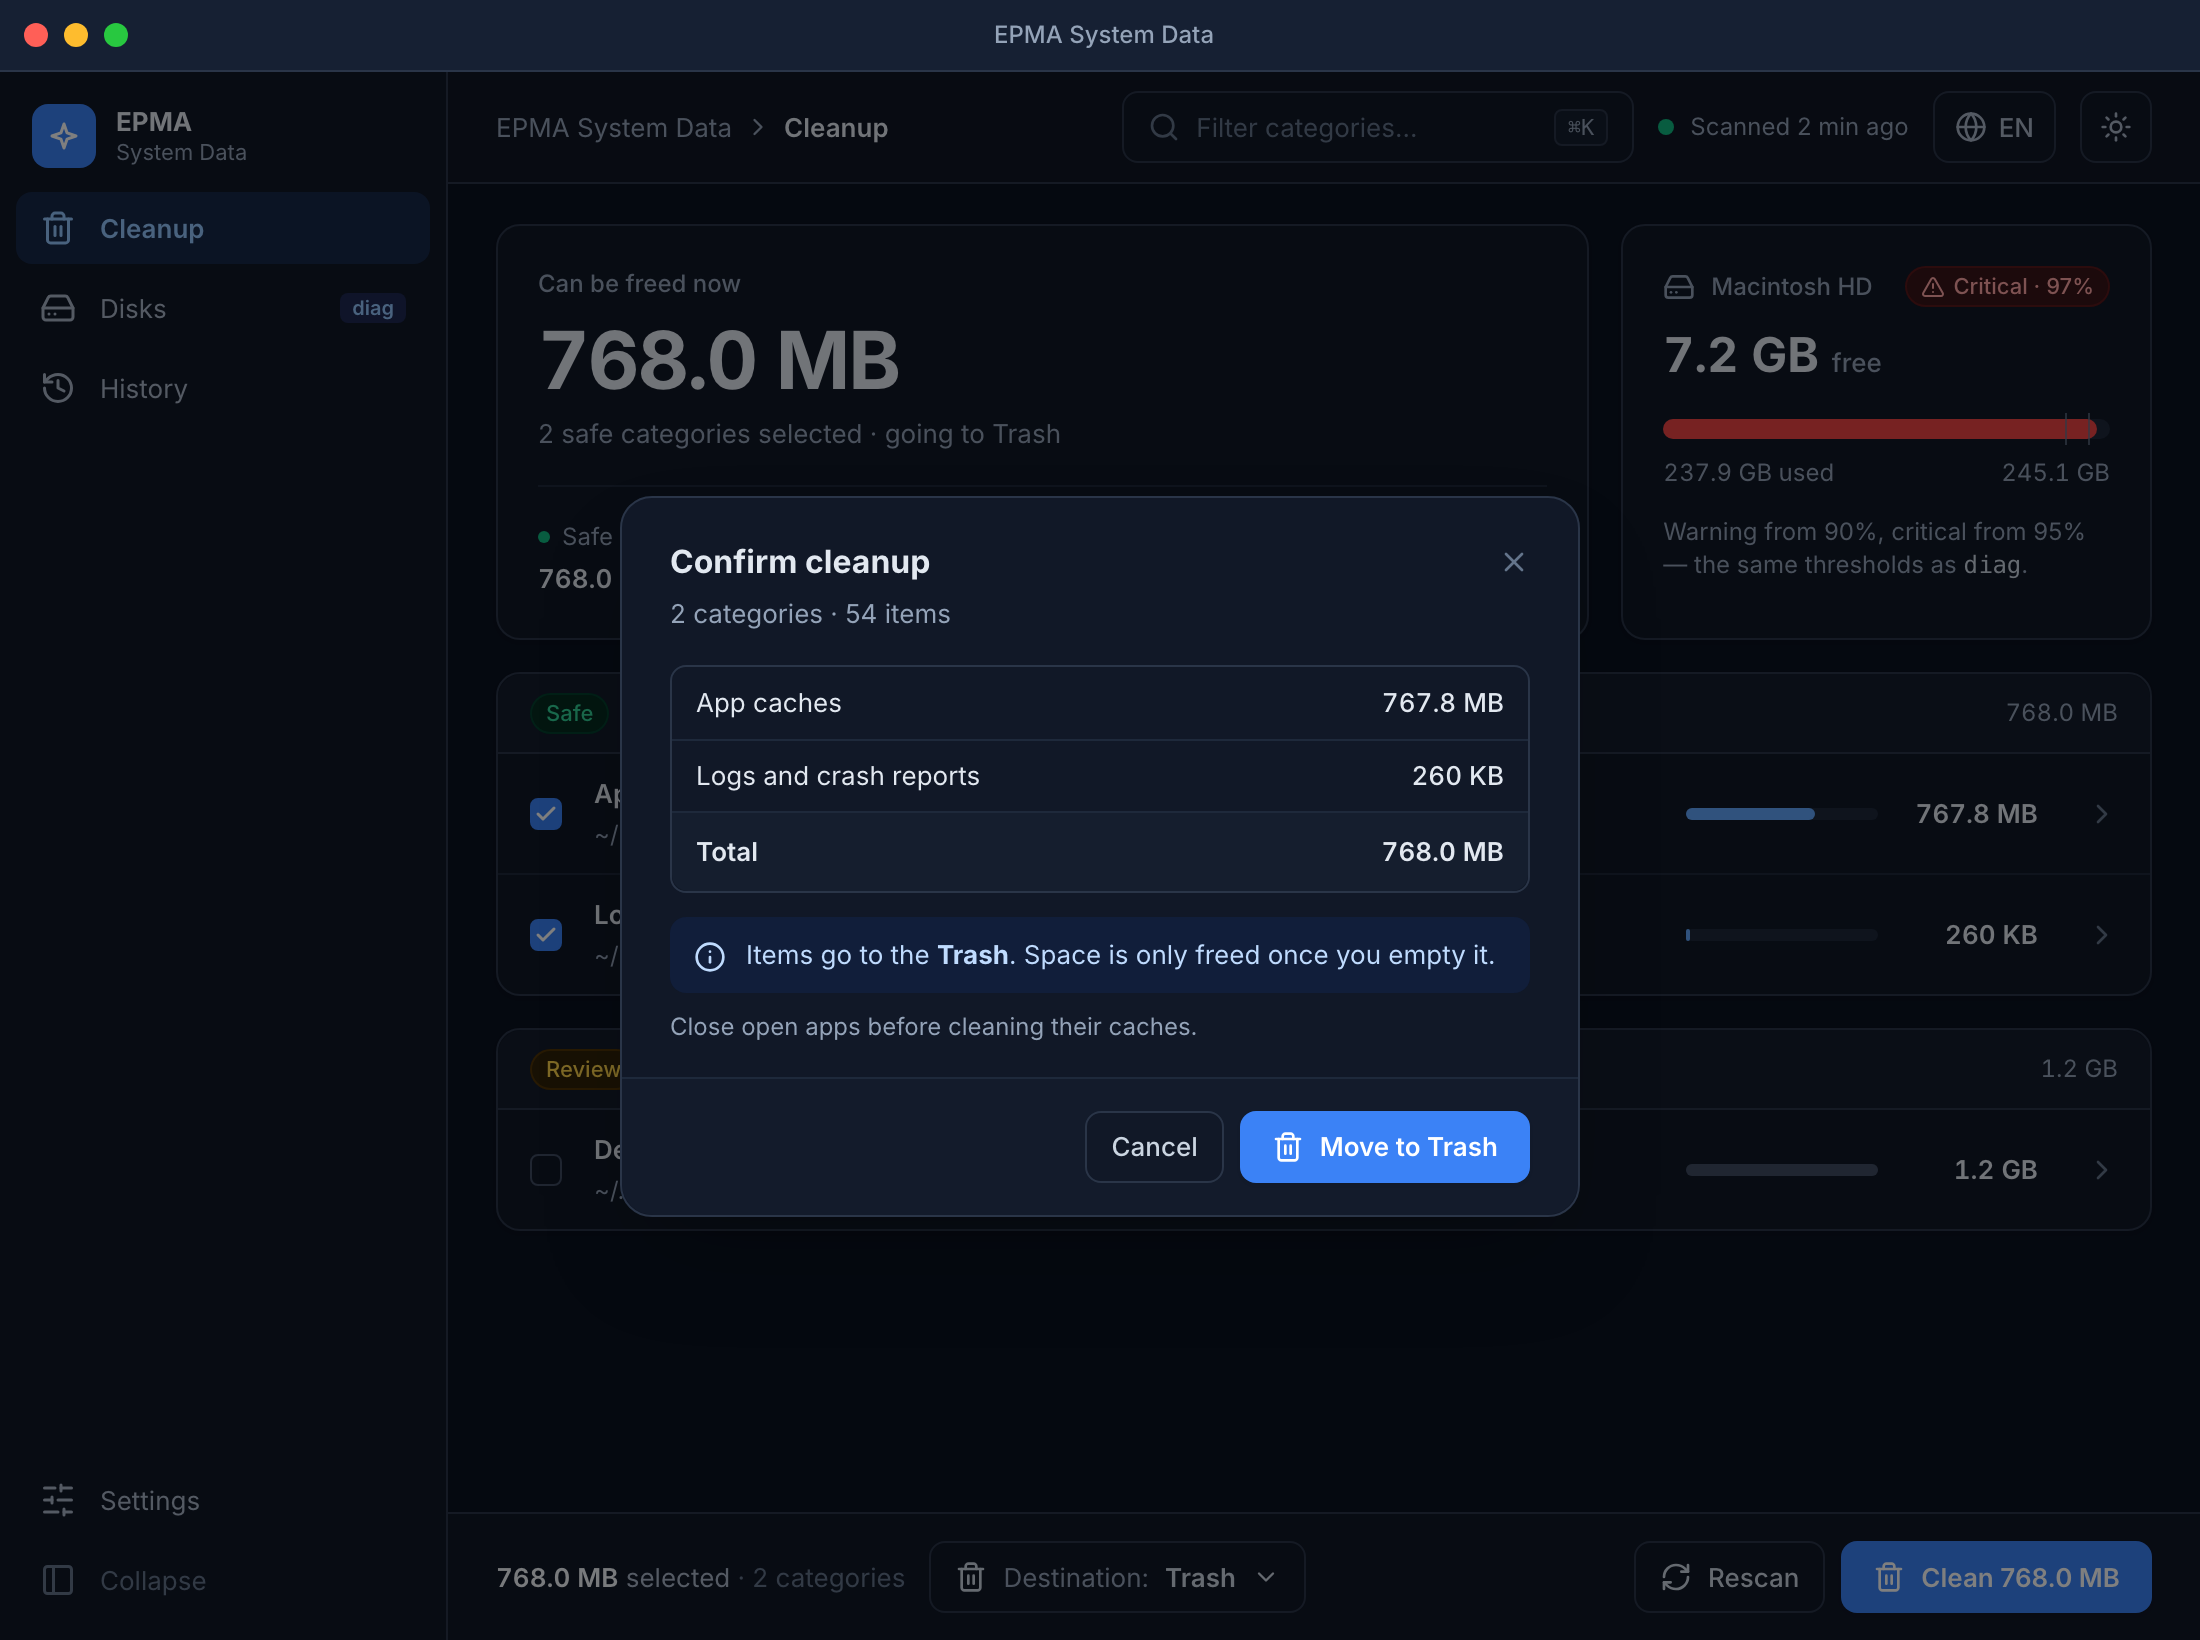 EPMA System Data
EPMA
System Data
Cleanup
Disks
diag
History
Settings
Collapse
EPMA System Data > Cleanup
Filter categories...
⌘K
Scanned 2 min ago
EN
Can be freed now
768.0 MB
2 safe categories selected · going to Trash
Safe
768.0
Macintosh HD
Critical · 97%
7.2 GB free
237.9 GB used
245.1 GB
Warning from 90%, critical from 95%
— the same thresholds as diag.
Safe
768.0 MB
767.8 MB
260 KB
Review
1.2 GB
~/.
1.2 GB
Confirm cleanup
2 categories · 54 items
App caches 767.8 MB
Logs and crash reports 260 KB
Total 768.0 MB
Items go to the Trash. Space is only freed once you empty it.
Close open apps before cleaning their caches.
Cancel
Move to Trash
768.0 MB selected · 2 categories
Destination: Trash
Rescan
Clean 768.0 MB